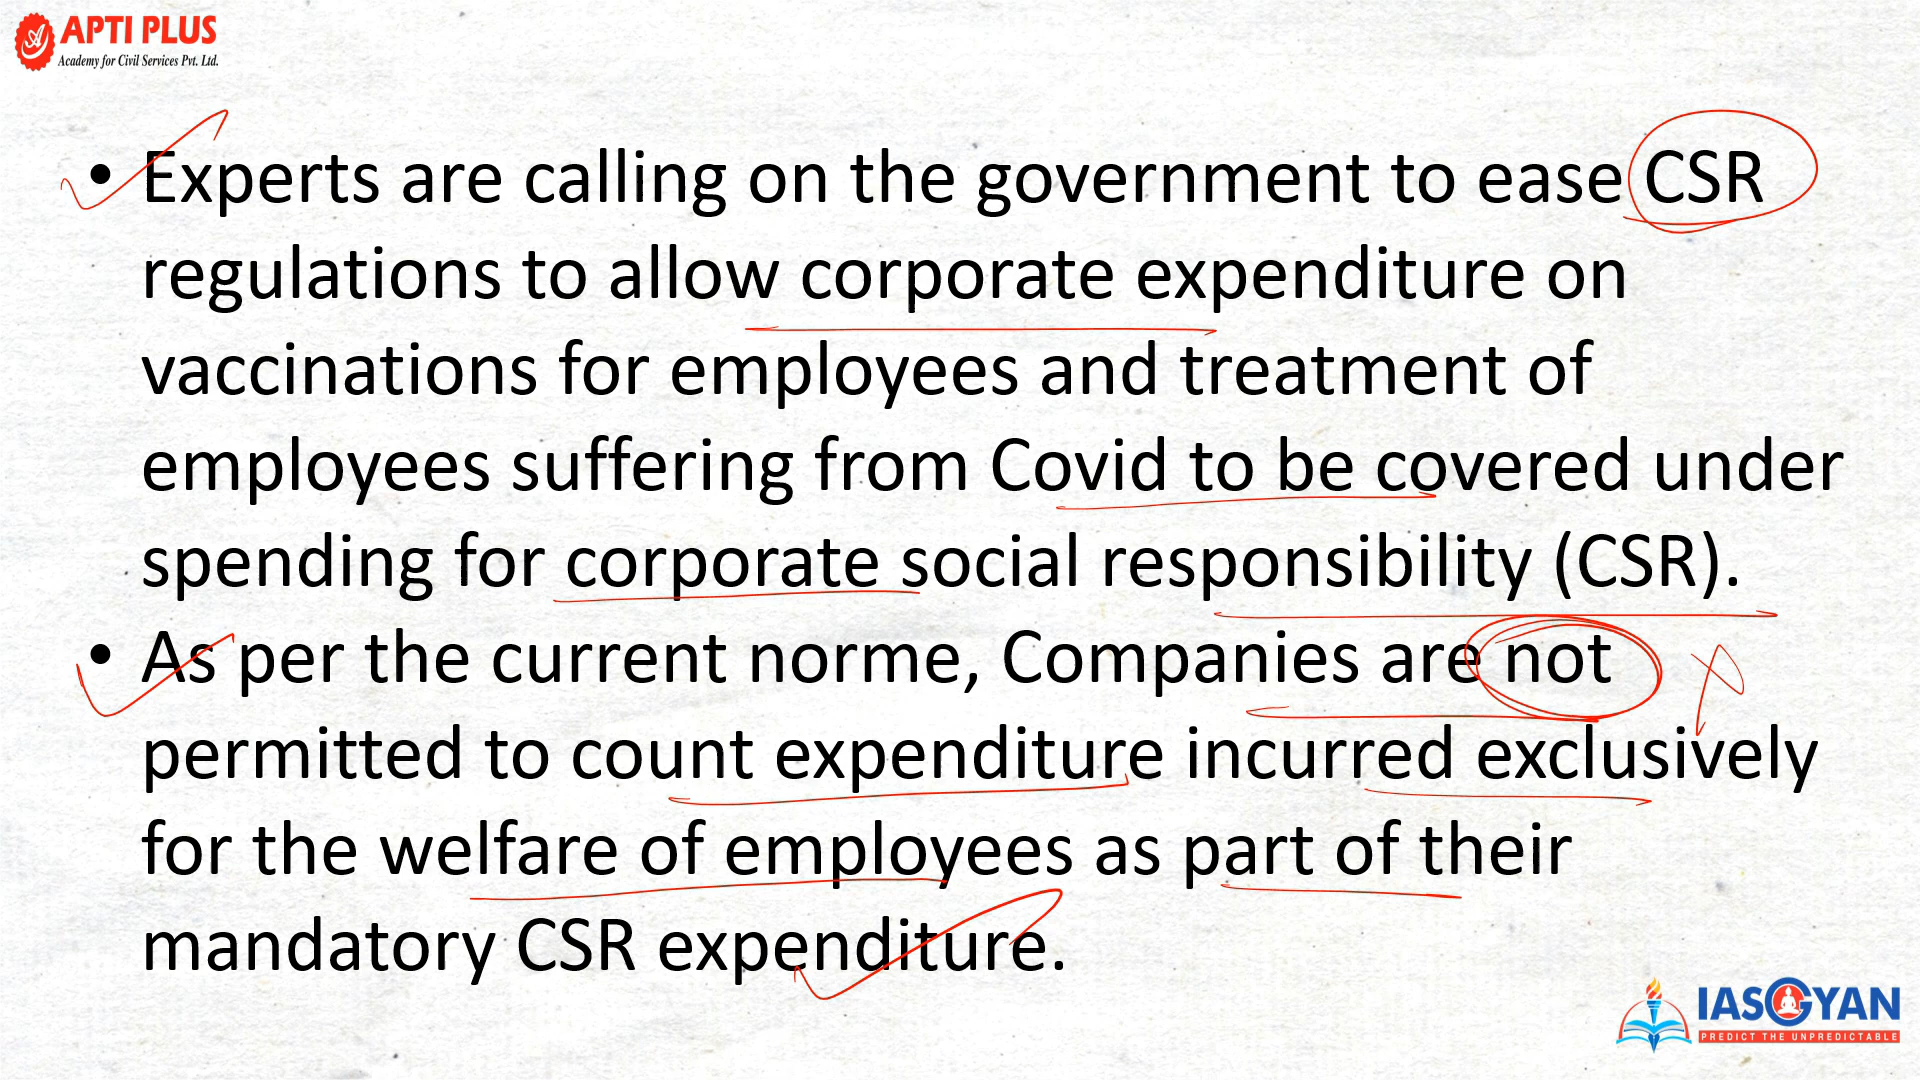 APTI PLUS
Academy for Civil Services Pvt. Ltd.
• Experts are calling on the government to ease CSR
regulations to allow corporate expenditure on
vaccinations for employees and treatment of
employees suffering from Covid to be covered under
spending for corporate social responsibility (CSR).
• As per the current norme, Companies are not
permitted to count expenditure incurred exclusively
for the welfare of employees as part of their
mandatory CSR expenditure.
IASGYAN
PREDICT THE UNPREDICTABLE